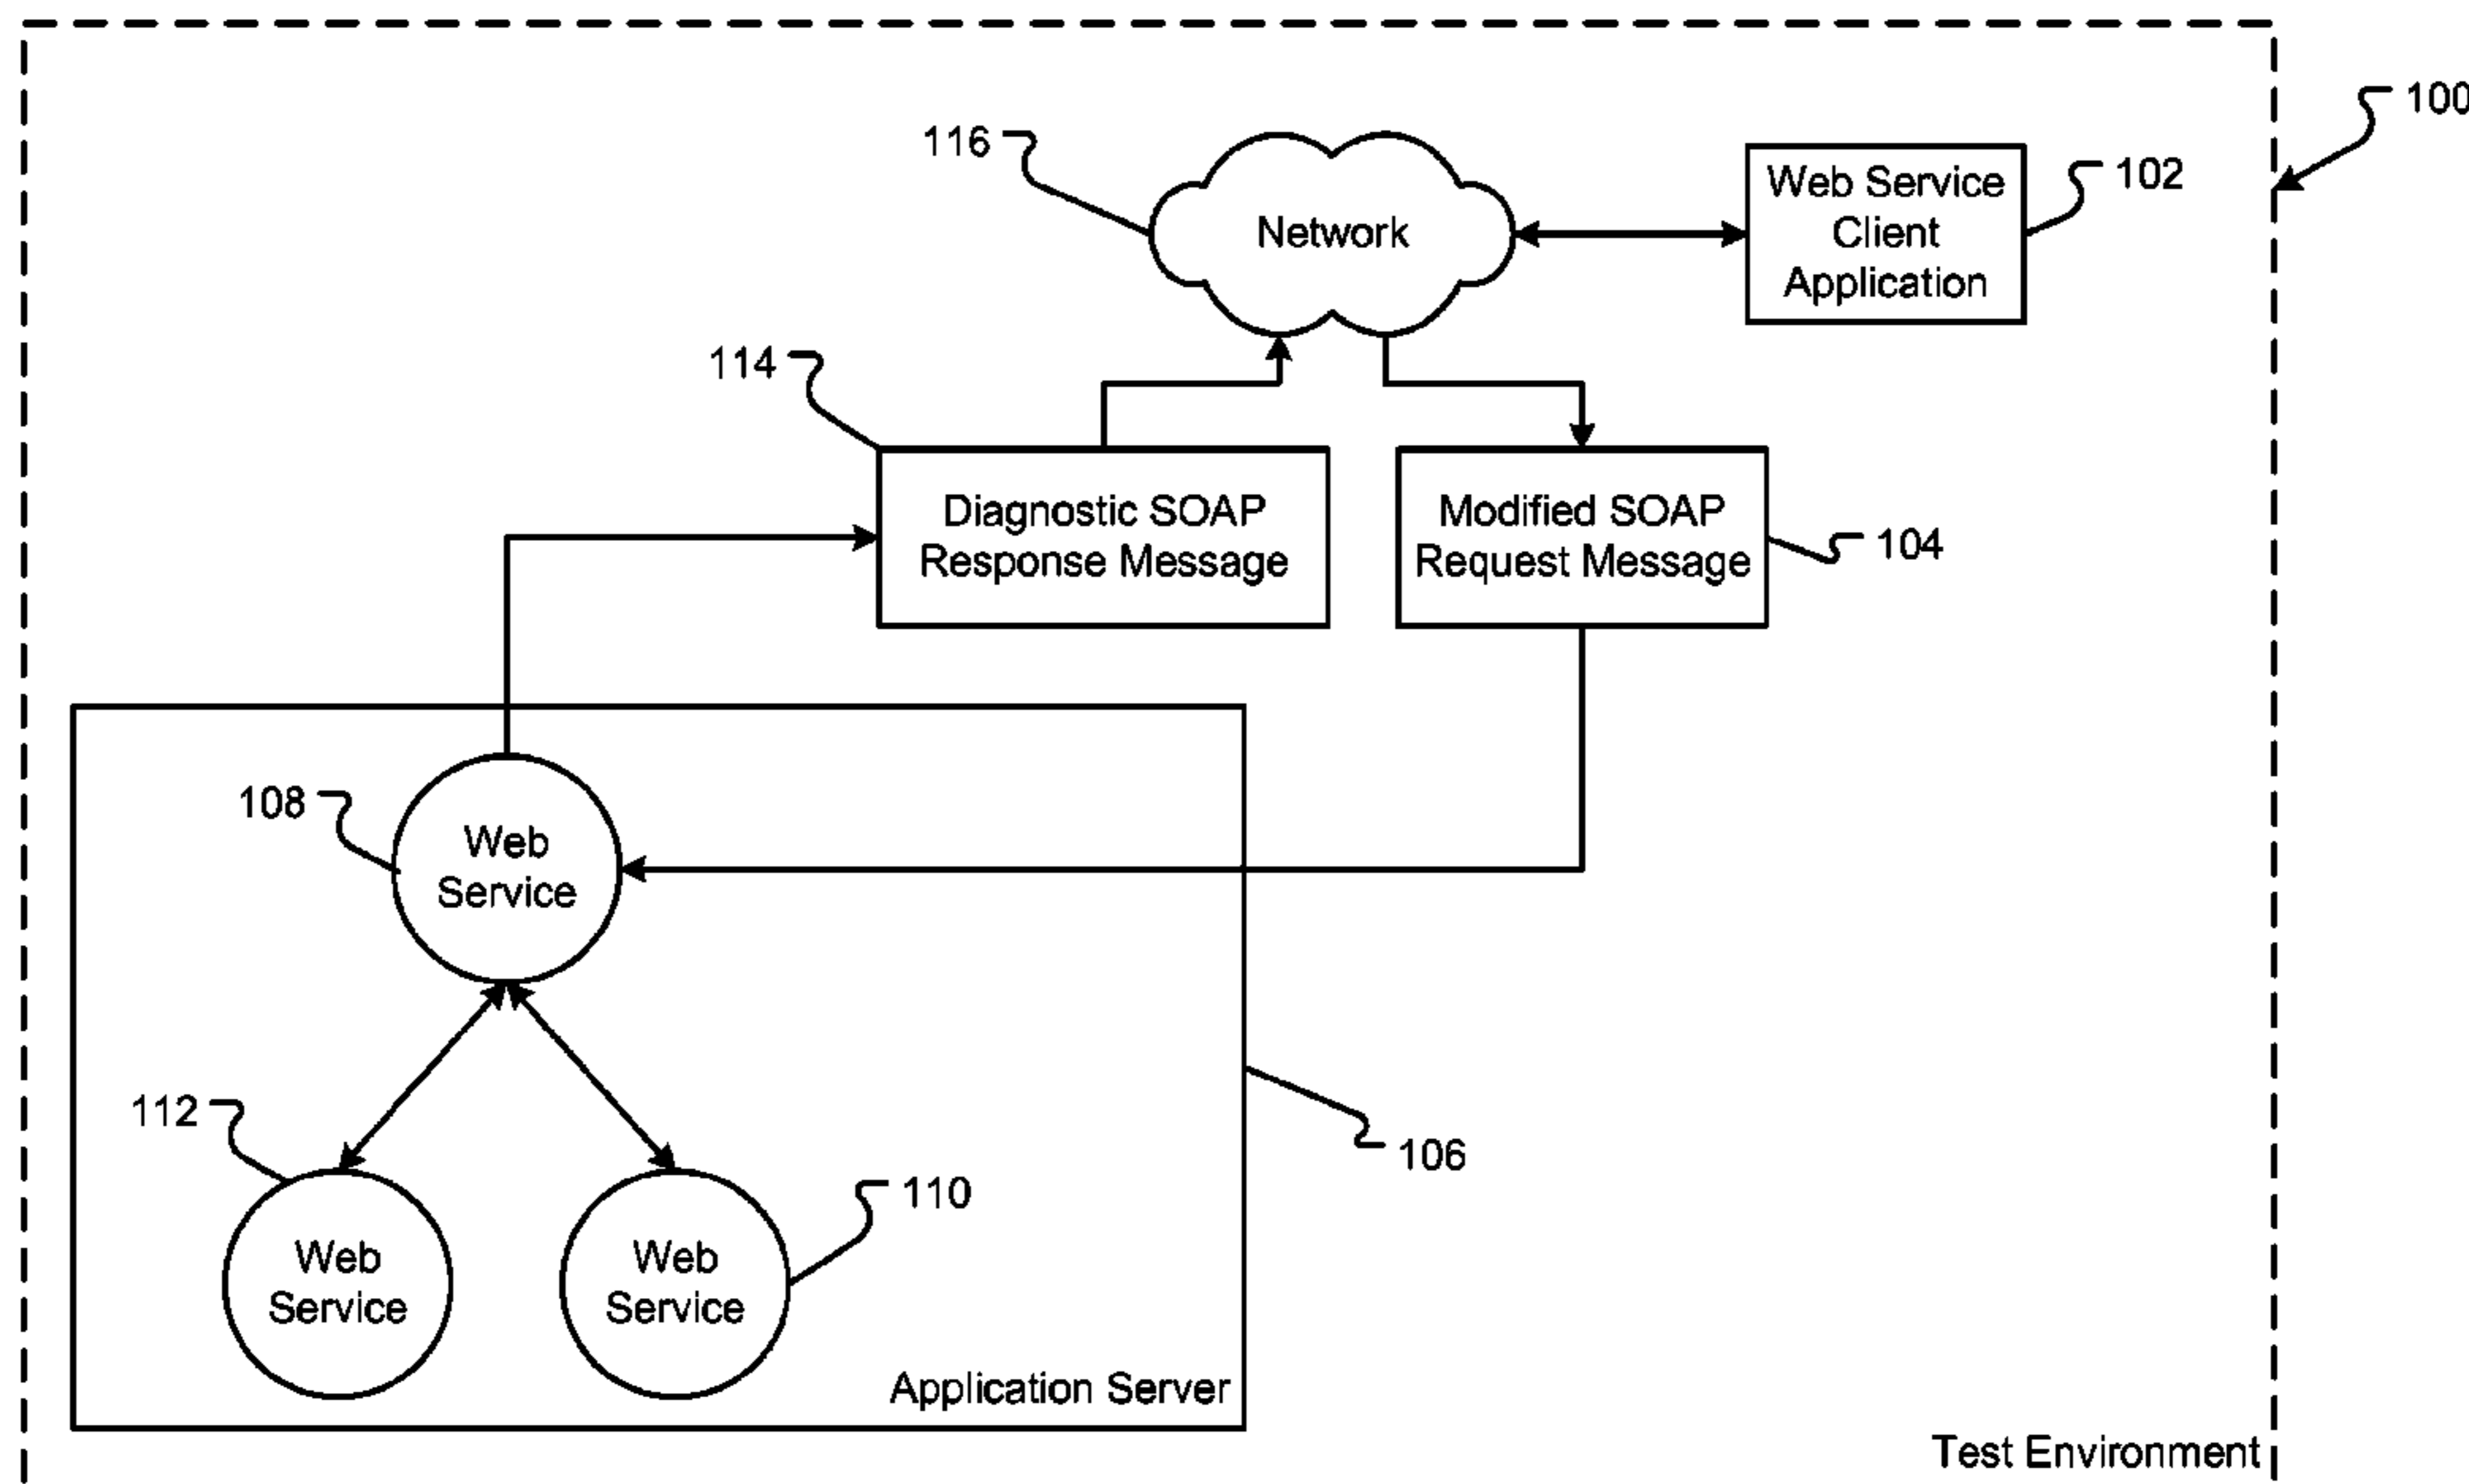 100
116
Network
Web Service
Client
Application
102
114
Diagnostic SOAP
Response Message
Modified SOAP
Request Message
104
108
Web
Service
112
Web
Service
Web
Service
110
106
Application Server
Test Environment